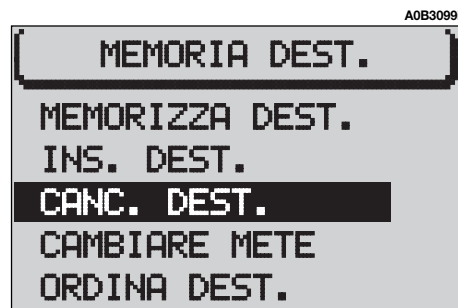 A0B3099
MEMORIA DEST.
MEMORIZZA DEST.
INS. DEST.
CANC. DEST.
CAMBIARE METE
ORDINA DEST.